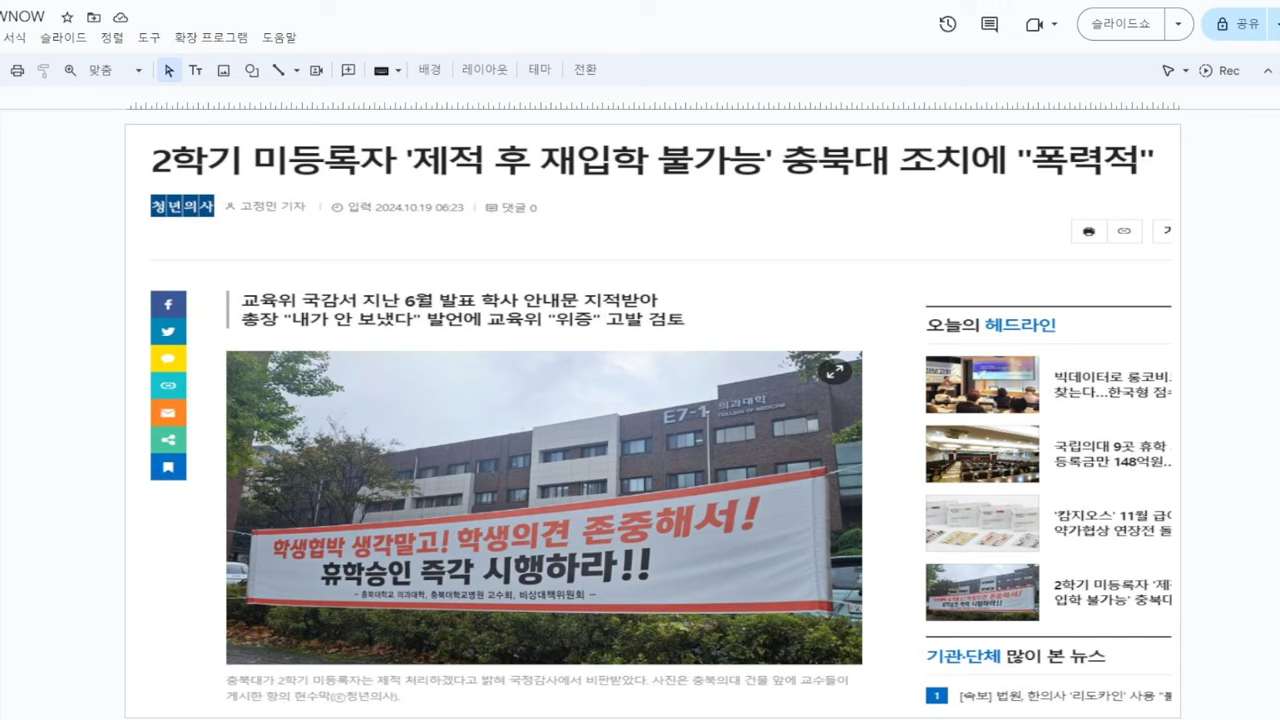 WNOW
서식 슬라이드 정렬 도구 확장 프로그램 도움말
슬라이드쇼
공유
맞춤
배경 레이아웃 테마 전환
Rec
2학기 미등록자 '제적 후 재입학 불가능' 충북대 조치에 "폭력적"
청년의사 고정민 기자 입력 2024.10.19 06:23 댓글 0
교육위 국감서 지난 6월 발표 학사 안내문 지적받아
총장 "내가 안 보냈다" 발언에 교육위 "위증" 고발 검토
E7-1 의과대학
COLLEGE OF MEDICINE
학생협박 생각말고! 학생의견 존중해서!
휴학승인 즉각 시행하라!!
- 충북대학교 의과대학, 충북대학교병원 교수회, 비상대책위원회 -
충북대가 2학기 미등록자는 제적 처리하겠다고 밝혀 국정감사에서 비판받았다. 사진은 충북의대 건물 앞에 교수들이
게시한 항의 현수막(ⓒ청년의사).
오늘의 헤드라인
빅데이터로 롱코비
찾는다…한국형 점수
국립의대 9곳 휴학
등록금만 148억원…
'캄지오스' 11월 급
약가협상 연장전 돌
2학기 미등록자 '제
입학 불가능' 충북대
기관·단체 많이 본 뉴스
1 [속보] 법원, 한의사 '리도카인' 사용 "불